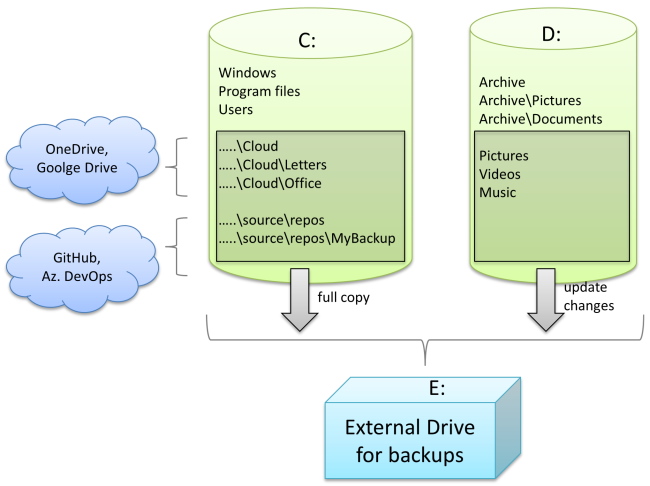 C:
Windows
Program files
Users
.....\Cloud
.....\Cloud\Letters
.....\Cloud\Office
.....\source\repos
.....\source\repos\MyBackup
OneDrive,
Goolge Drive
GitHub,
Az. DevOps
full copy
D:
Archive
Archive\Pictures
Archive\Documents
Pictures
Videos
Music
update
changes
E:
External Drive
for backups